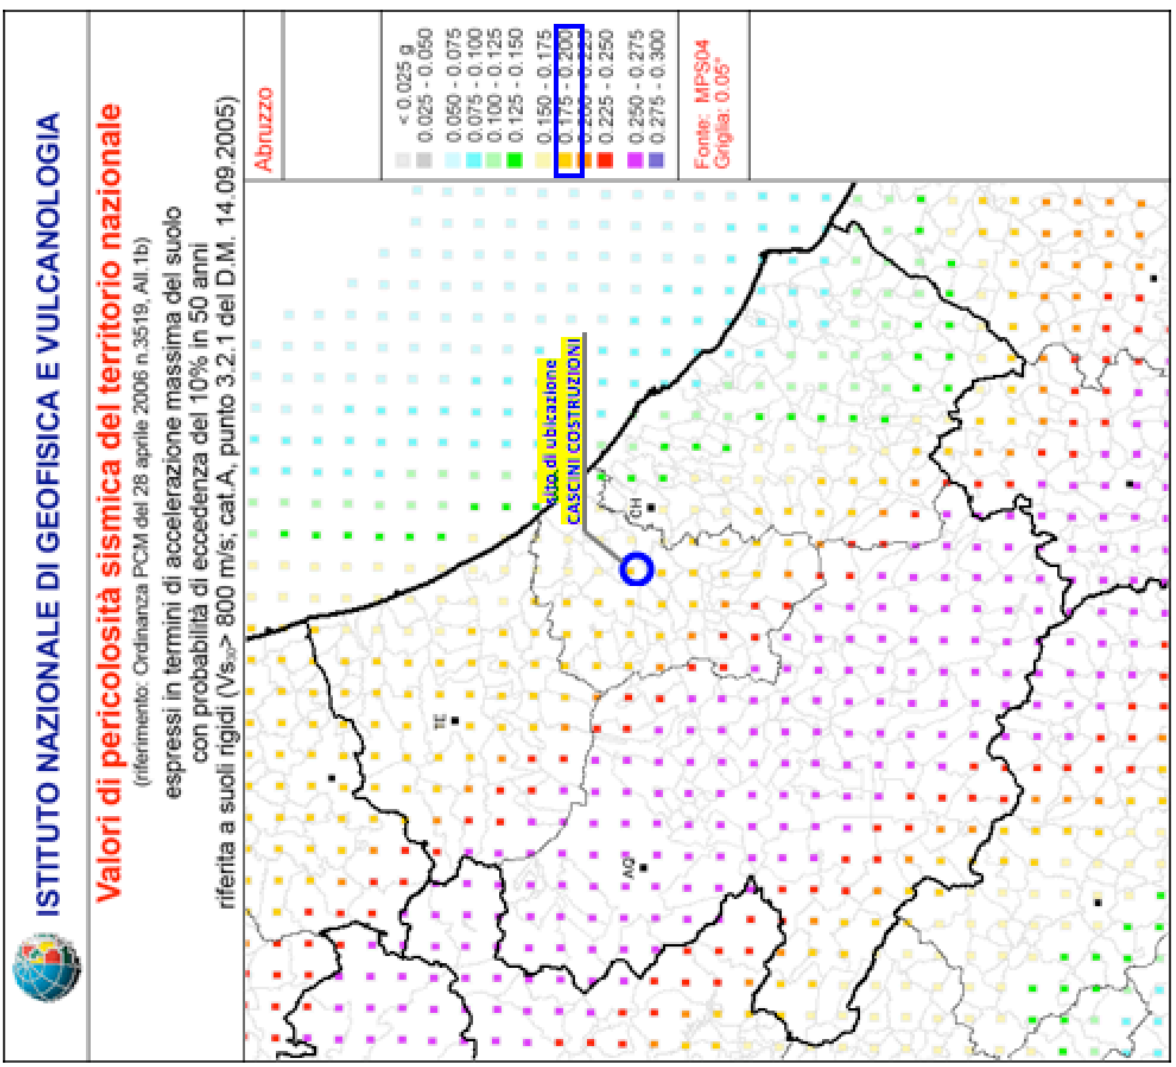 ISTITUTO NAZIONALE DI GEOFISICA E VULCANOLOGIA
Valori di pericolosità sismica del territorio nazionale
(riferimento: Ordinanza PCM del 28 aprile 2006 n.3519, All.1b)
espressi in termini di accelerazione massima del suolo
con probabilità di eccedenza del 10% in 50 anni
riferita a suoli rigidi (Vs₃₀> 800 m/s; cat.A, punto 3.2.1 del D.M. 14.09.2005)
Abruzzo
< 0.025 g
0.025 - 0.050
0.050 - 0.075
0.075 - 0.100
0.100 - 0.125
0.125 - 0.150
0.150 - 0.175
0.175 - 0.200
0.200 - 0.225
0.225 - 0.250
0.250 - 0.275
0.275 - 0.300
Fonte: MPS04
Griglia: 0.05°
sito di ubicazione
CASCINI COSTRUZIONI
CH
TE
AQ